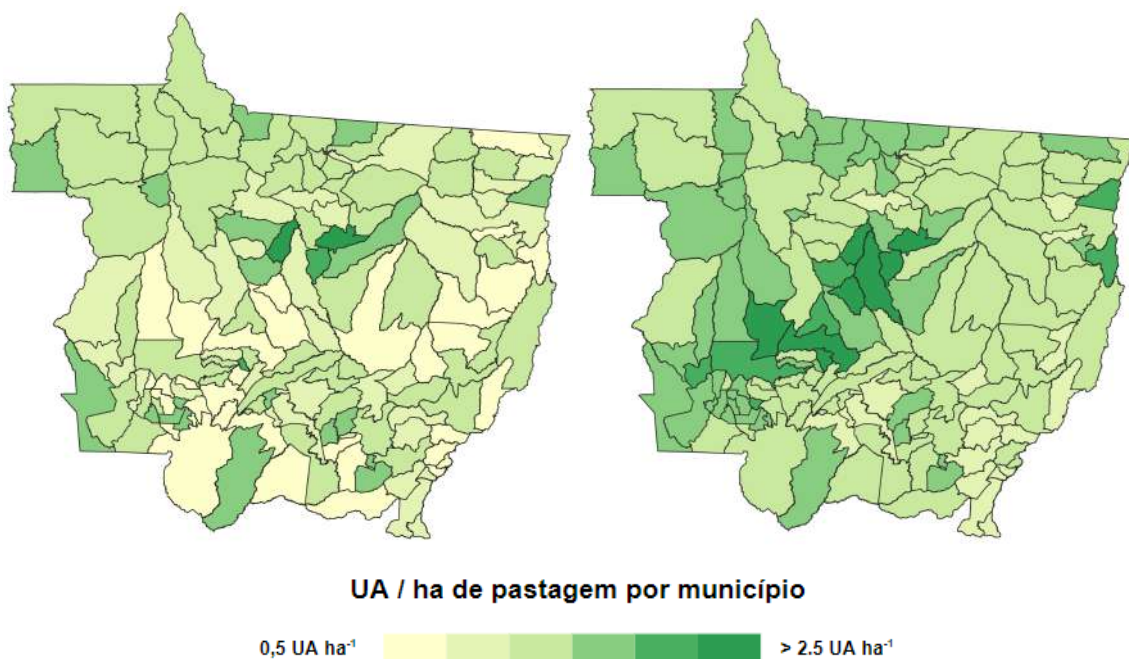 UA / ha de pastagem por município
0,5 UA ha⁻¹ > 2.5 UA ha⁻¹